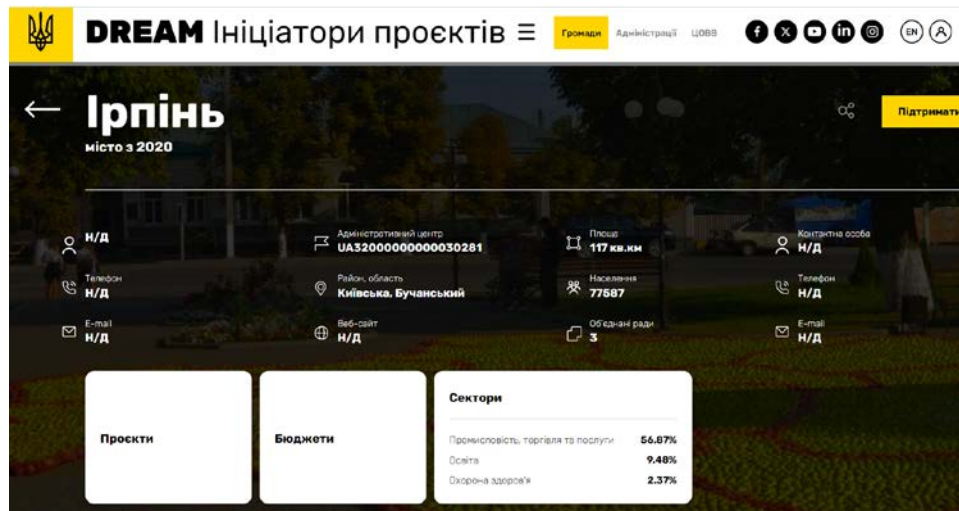 DREAM Ініціатори проєктів
Громади Адміністрації ЦОВВ
EN
Ірпінь
місто з 2020
Підтримати
Н/Д
Адміністративний центр
UA32000000000030281
Площа
117 кв.км
Контактна особа
Н/Д
Телефон
Н/Д
Район, область
Київська, Бучанський
Населення
77587
Телефон
Н/Д
E-mail
Н/Д
Веб-сайт
Н/Д
Об'єднані ради
3
E-mail
Н/Д
Проєкти
Бюджети
Сектори
Промисловість, торгівля та послуги 56.87%
Освіта 9.48%
Охорона здоров'я 2.37%